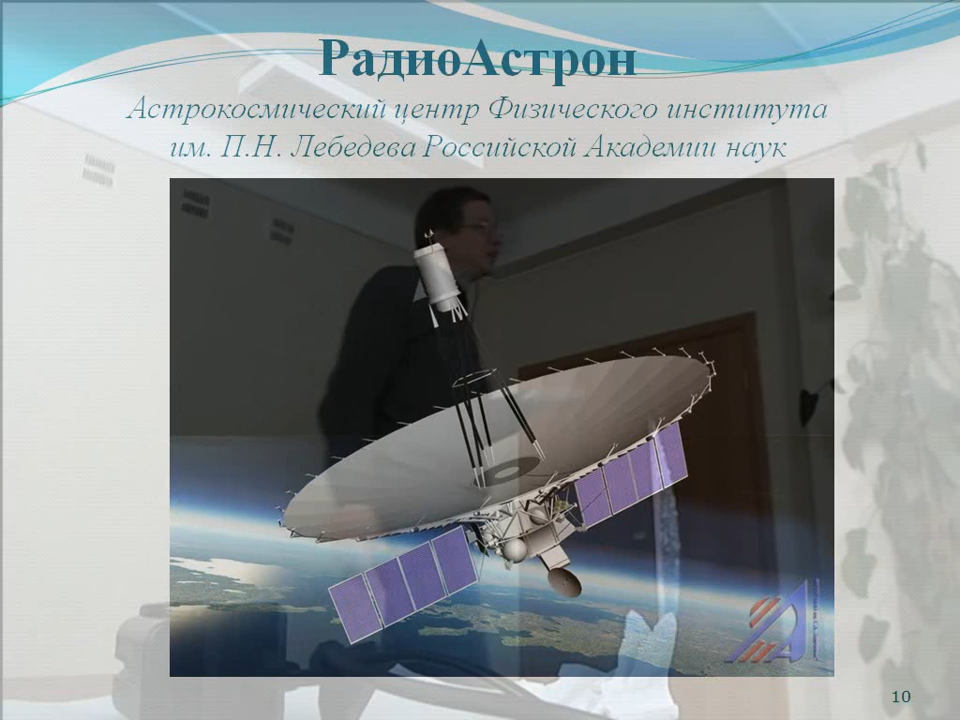 РадиоАстрон
Астрокосмический центр Физического института
им. П.Н. Лебедева Российской Академии наук
10